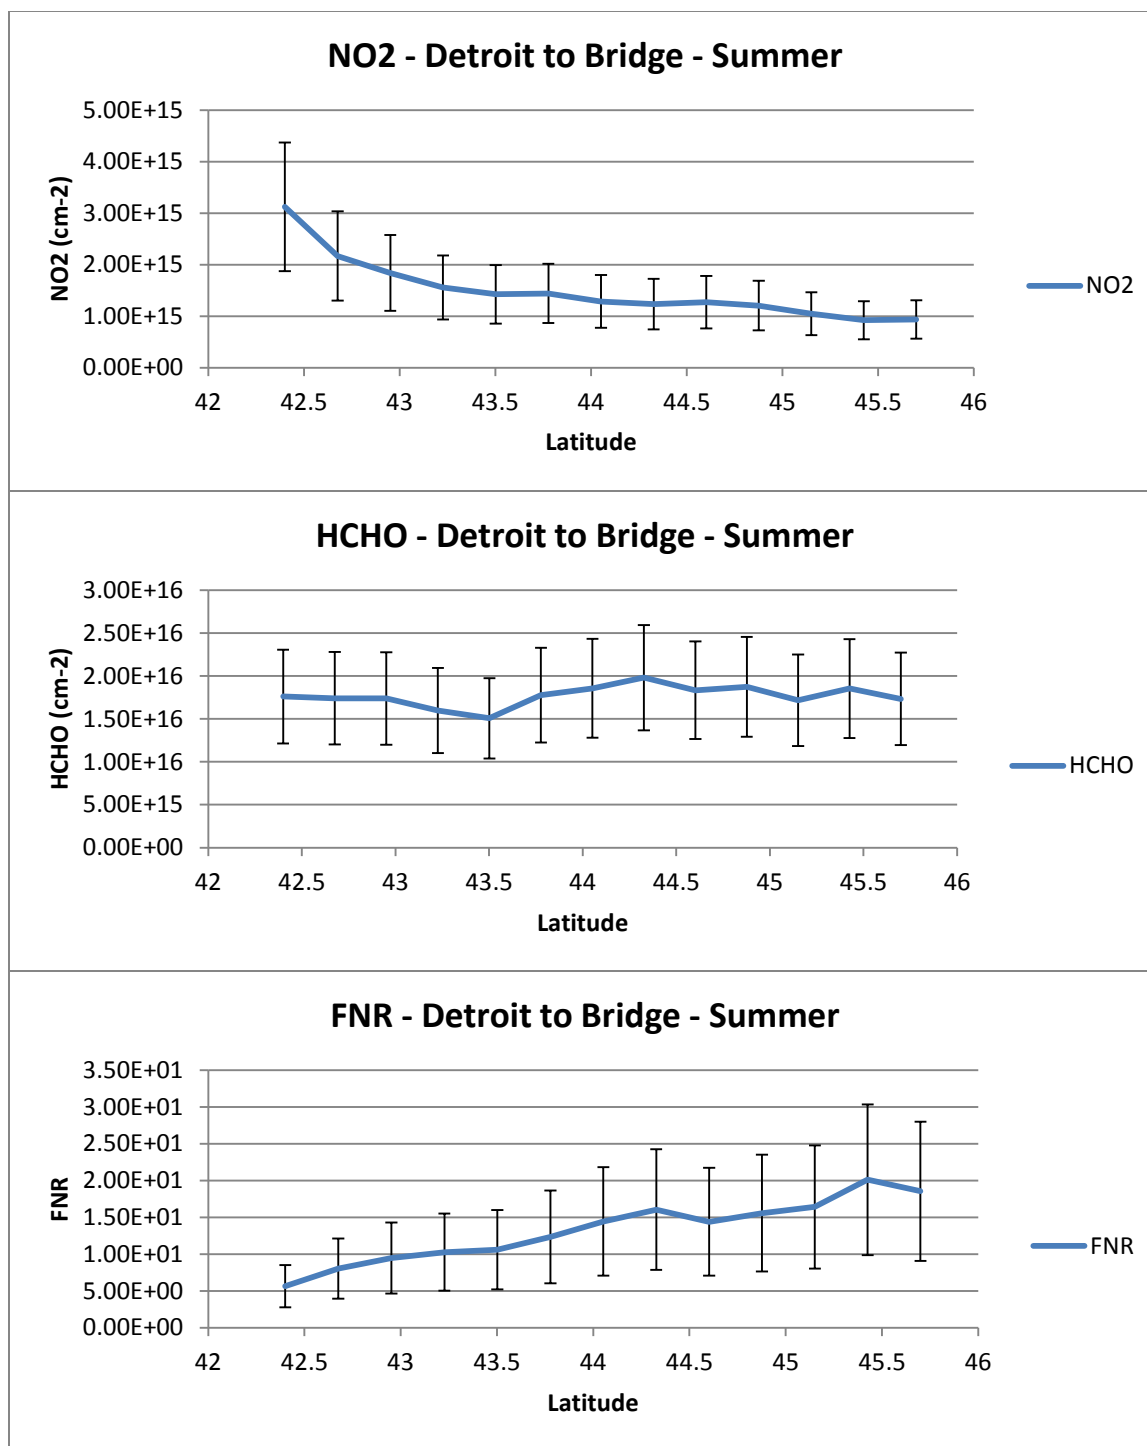 NO2 - Detroit to Bridge - Summer
5.00E+15
4.00E+15
3.00E+15
2.00E+15
1.00E+15
0.00E+00
NO2 (cm-2)
42 42.5 43 43.5 44 44.5 45 45.5 46
Latitude
NO2
HCHO - Detroit to Bridge - Summer
3.00E+16
2.50E+16
2.00E+16
1.50E+16
1.00E+16
5.00E+15
0.00E+00
HCHO (cm-2)
42 42.5 43 43.5 44 44.5 45 45.5 46
Latitude
HCHO
FNR - Detroit to Bridge - Summer
3.50E+01
3.00E+01
2.50E+01
2.00E+01
1.50E+01
1.00E+01
5.00E+00
0.00E+00
FNR
42 42.5 43 43.5 44 44.5 45 45.5 46
Latitude
FNR